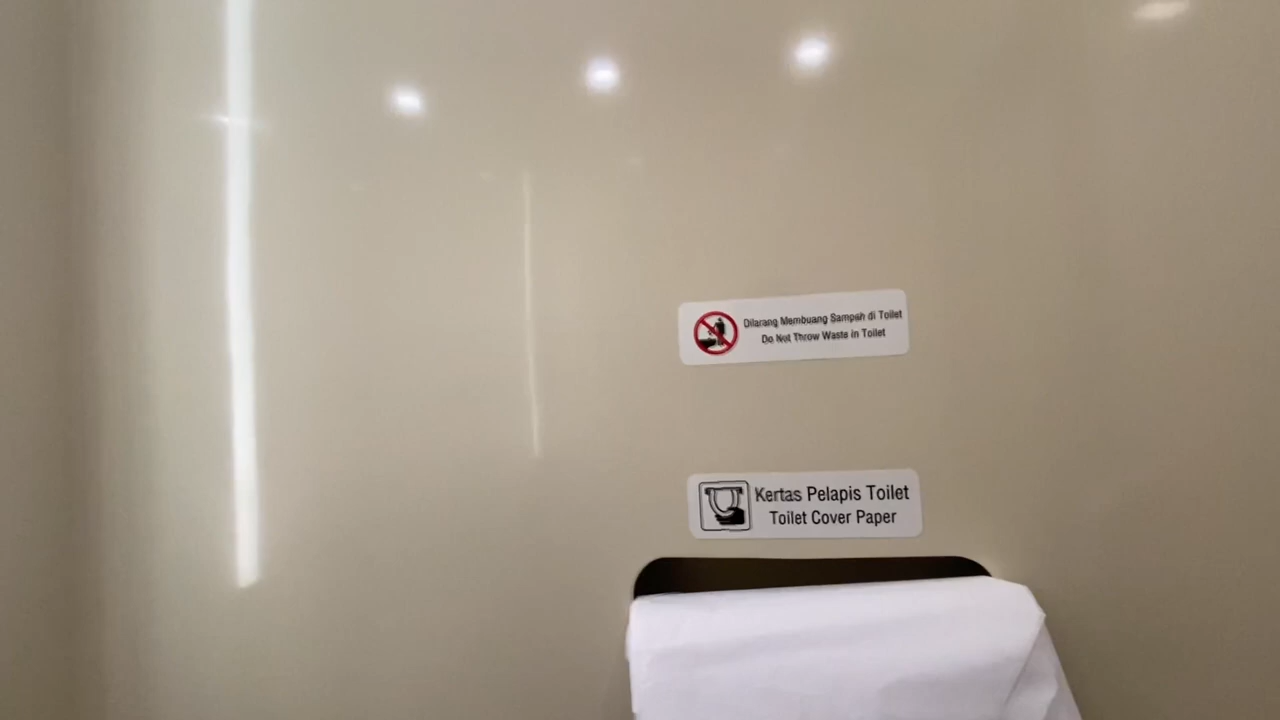 Dilarang Membuang Sampah di Toilet
Do Not Throw Waste in Toilet
Kertas Pelapis Toilet
Toilet Cover Paper